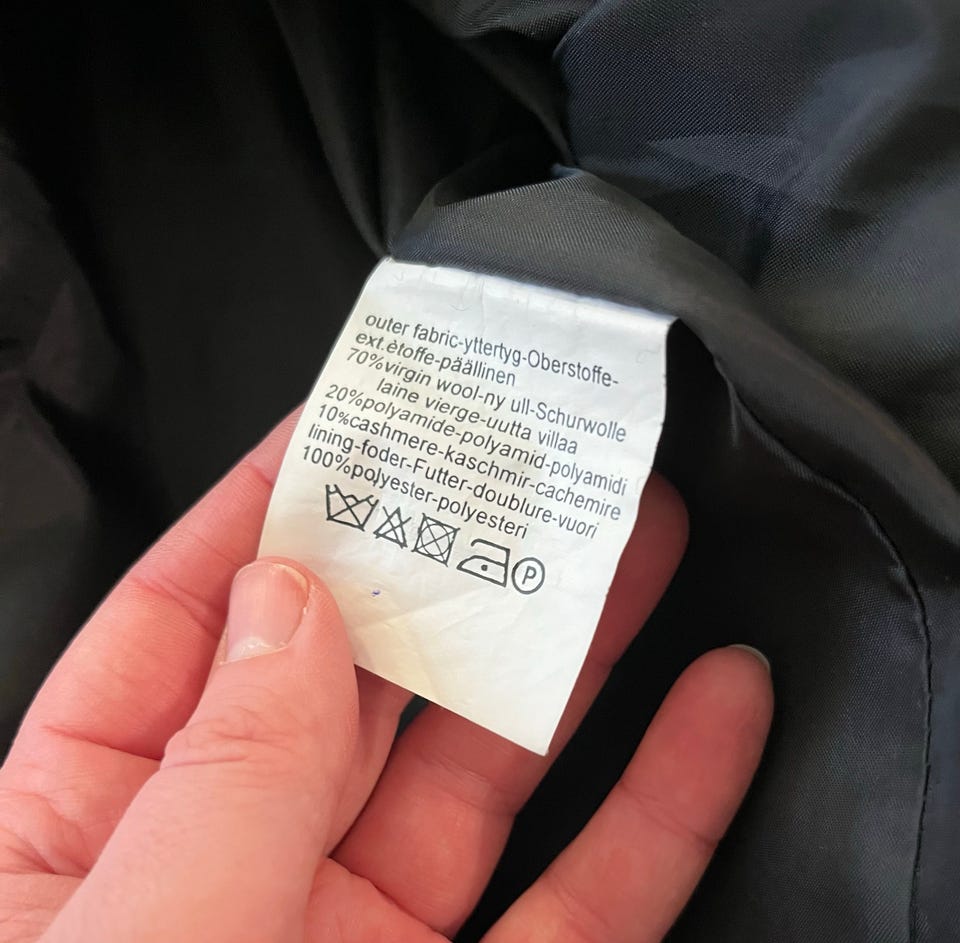 outer fabric-yttertyg-Oberstoffe-
ext.ètoffe-päällinen
70%virgin wool-ny ull-Schurwolle
laine vierge-uutta villaa
20%polyamide-polyamid-polyamidi
10%cashmere-kaschmir-cachemire
lining-foder-Futter-doublure-vuori
100%polyester-polyesteri
P